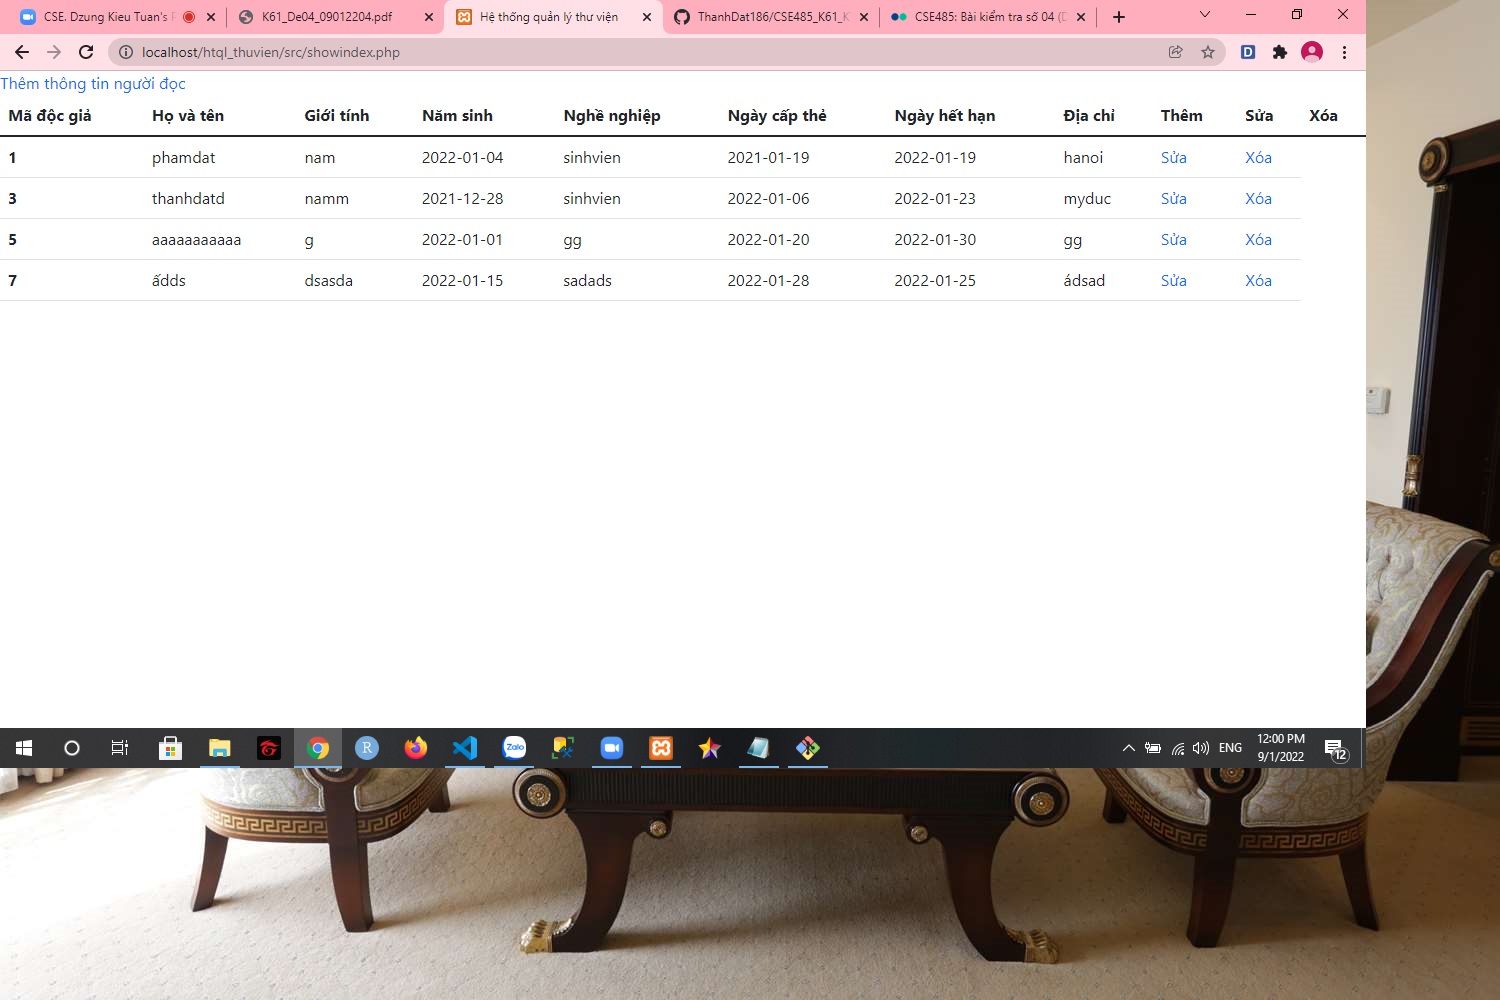 CSE. Dzung Kieu Tuan's
K61_De04_09012204.pdf
Hệ thống quản lý thư viện
ThanhDat186/CSE485_K61_K
CSE485: Bài kiểm tra số 04 (
localhost/htql_thuvien/src/showindex.php
Thêm thông tin người đọc
Mã độc giả Họ và tên Giới tính Năm sinh Nghề nghiệp Ngày cấp thẻ Ngày hết hạn Địa chỉ Thêm Sửa Xóa
1 phamdat nam 2022-01-04 sinhvien 2021-01-19 2022-01-19 hanoi Sửa Xóa
3 thanhdatd namm 2021-12-28 sinhvien 2022-01-06 2022-01-23 myduc Sửa Xóa
5 aaaaaaaaaaa g 2022-01-01 gg 2022-01-20 2022-01-30 gg Sửa Xóa
7 ấdds dsasda 2022-01-15 sadads 2022-01-28 2022-01-25 ádsad Sửa Xóa
Zalo
ENG
12:00 PM
9/1/2022
12